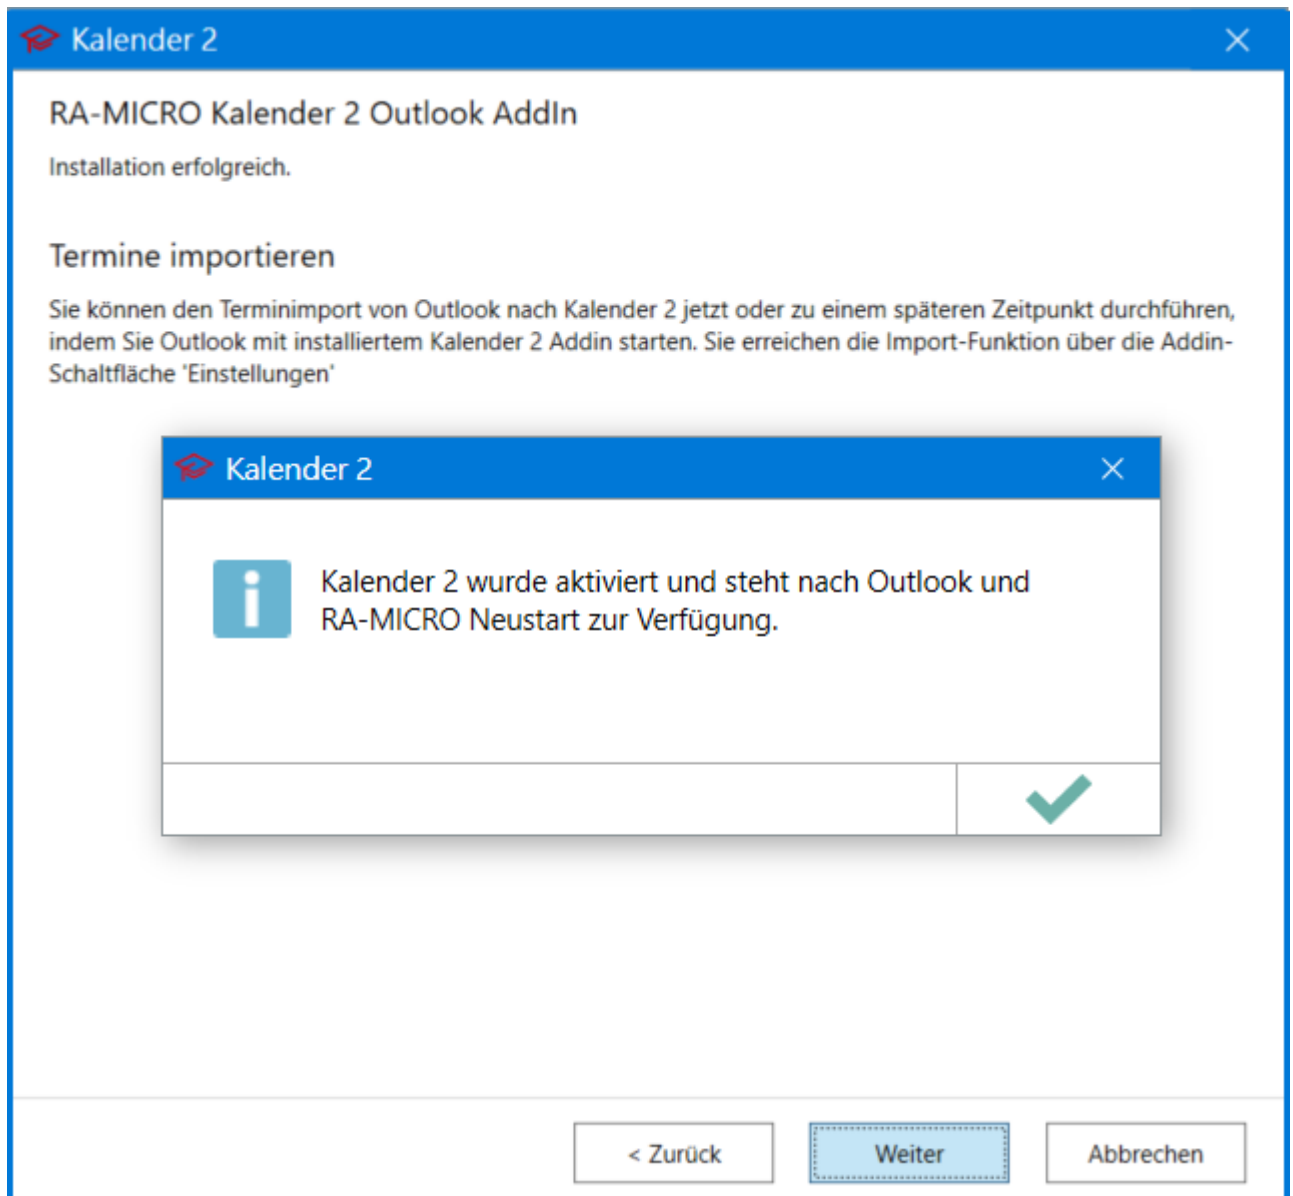 Kalender 2
RA-MICRO Kalender 2 Outlook AddIn
Installation erfolgreich.
Termine importieren
Sie können den Terminimport von Outlook nach Kalender 2 jetzt oder zu einem späteren Zeitpunkt durchführen,
indem Sie Outlook mit installiertem Kalender 2 Addin starten. Sie erreichen die Import-Funktion über die Addin-
Schaltfläche 'Einstellungen'
Kalender 2
Kalender 2 wurde aktiviert und steht nach Outlook und
RA-MICRO Neustart zur Verfügung.
< Zurück
Weiter
Abbrechen